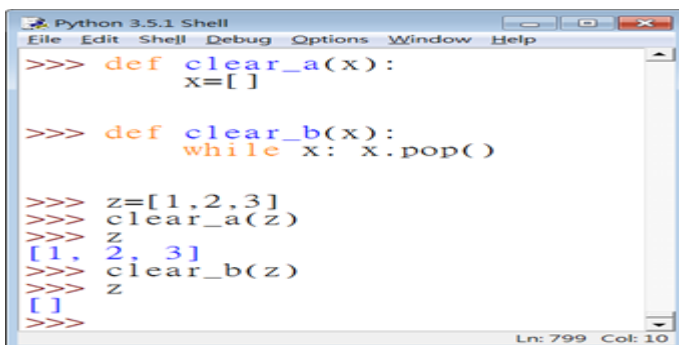 Python 3.5.1 Shell
File Edit Shell Debug Options Window Help
>>> def clear_a(x):
        x=[]
>>> def clear_b(x):
        while x: x.pop()
>>> z=[1,2,3]
>>> clear_a(z)
>>> z
[1, 2, 3]
>>> clear_b(z)
>>> z
[]
>>>
Ln: 799 Col: 10